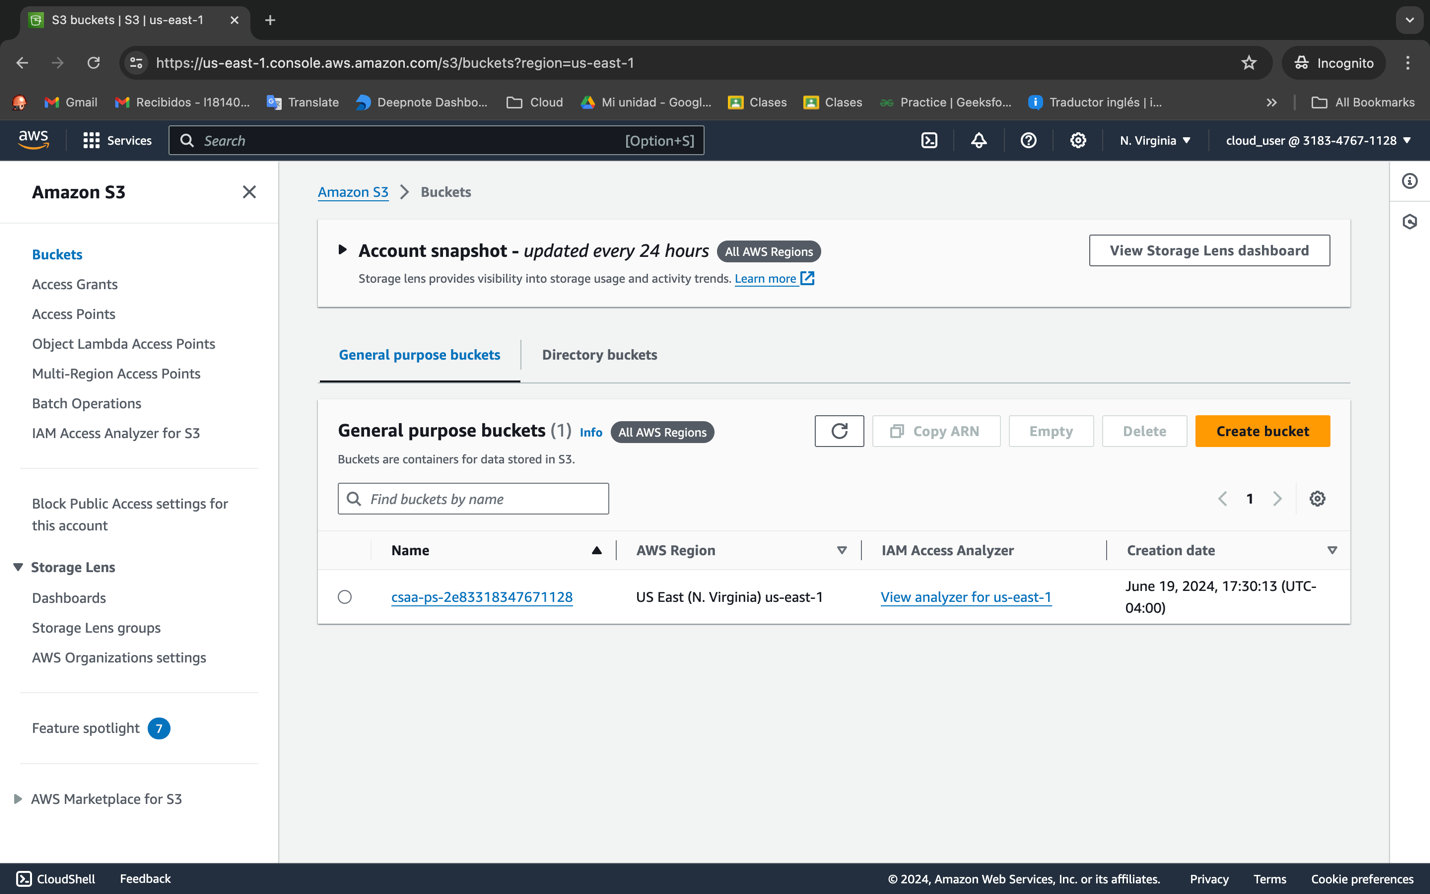 S3 buckets | S3 | us-east-1
https://us-east-1.console.aws.amazon.com/s3/buckets?region=us-east-1
Incognito
Gmail
Recibidos - l18140...
Translate
Deepnote Dashbo...
Cloud
Mi unidad - Googl...
Clases
Clases
Practice | Geeksfo...
Traductor inglés | i...
All Bookmarks
aws
Services
Search
[Option+S]
N. Virginia
cloud_user @ 3183-4767-1128
Amazon S3
Buckets
Access Grants
Access Points
Object Lambda Access Points
Multi-Region Access Points
Batch Operations
IAM Access Analyzer for S3
Block Public Access settings for
this account
Storage Lens
Dashboards
Storage Lens groups
AWS Organizations settings
Feature spotlight 7
AWS Marketplace for S3
Amazon S3 > Buckets
Account snapshot - updated every 24 hours All AWS Regions
View Storage Lens dashboard
Storage lens provides visibility into storage usage and activity trends. Learn more
General purpose buckets
Directory buckets
General purpose buckets (1) Info All AWS Regions
Copy ARN
Empty
Delete
Create bucket
Buckets are containers for data stored in S3.
Find buckets by name
1
Name
AWS Region
IAM Access Analyzer
Creation date
csaa-ps-2e83318347671128
US East (N. Virginia) us-east-1
View analyzer for us-east-1
June 19, 2024, 17:30:13 (UTC-
04:00)
CloudShell
Feedback
© 2024, Amazon Web Services, Inc. or its affiliates.
Privacy
Terms
Cookie preferences